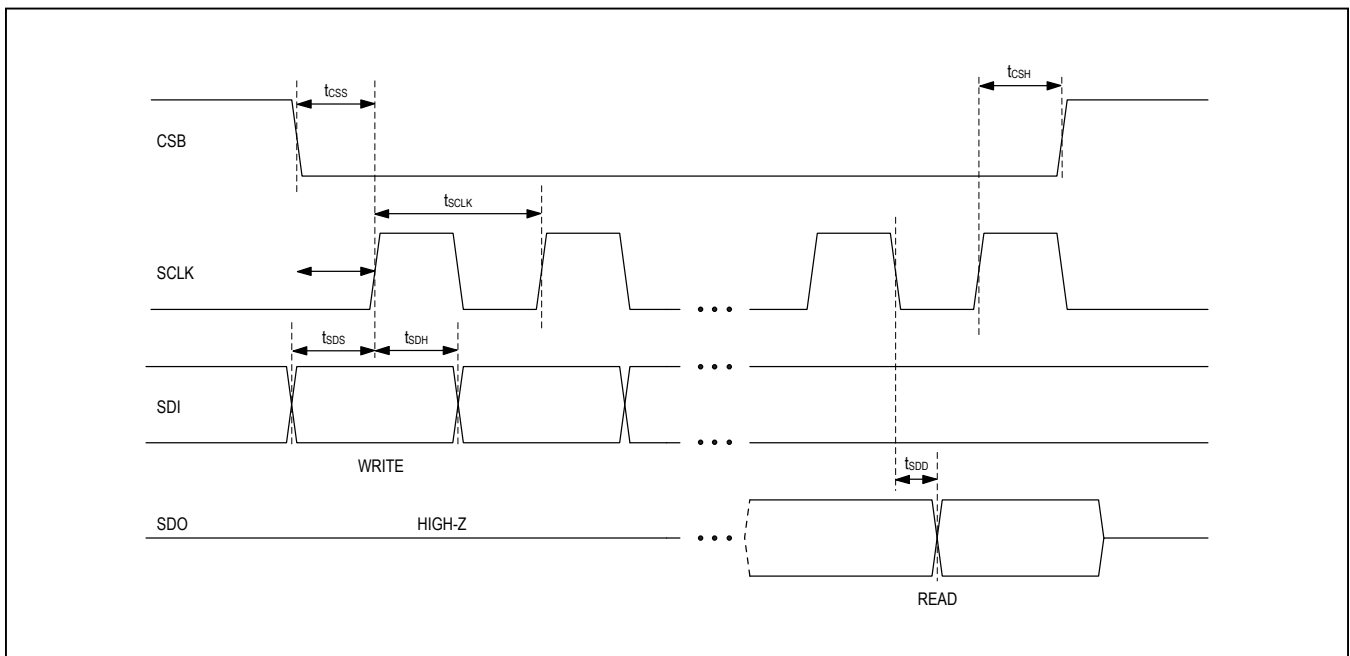 tCSS
tCSH
CSB
tSCLK
SCLK
tSDS
tSDH
SDI
WRITE
tSDD
SDO
HIGH-Z
READ